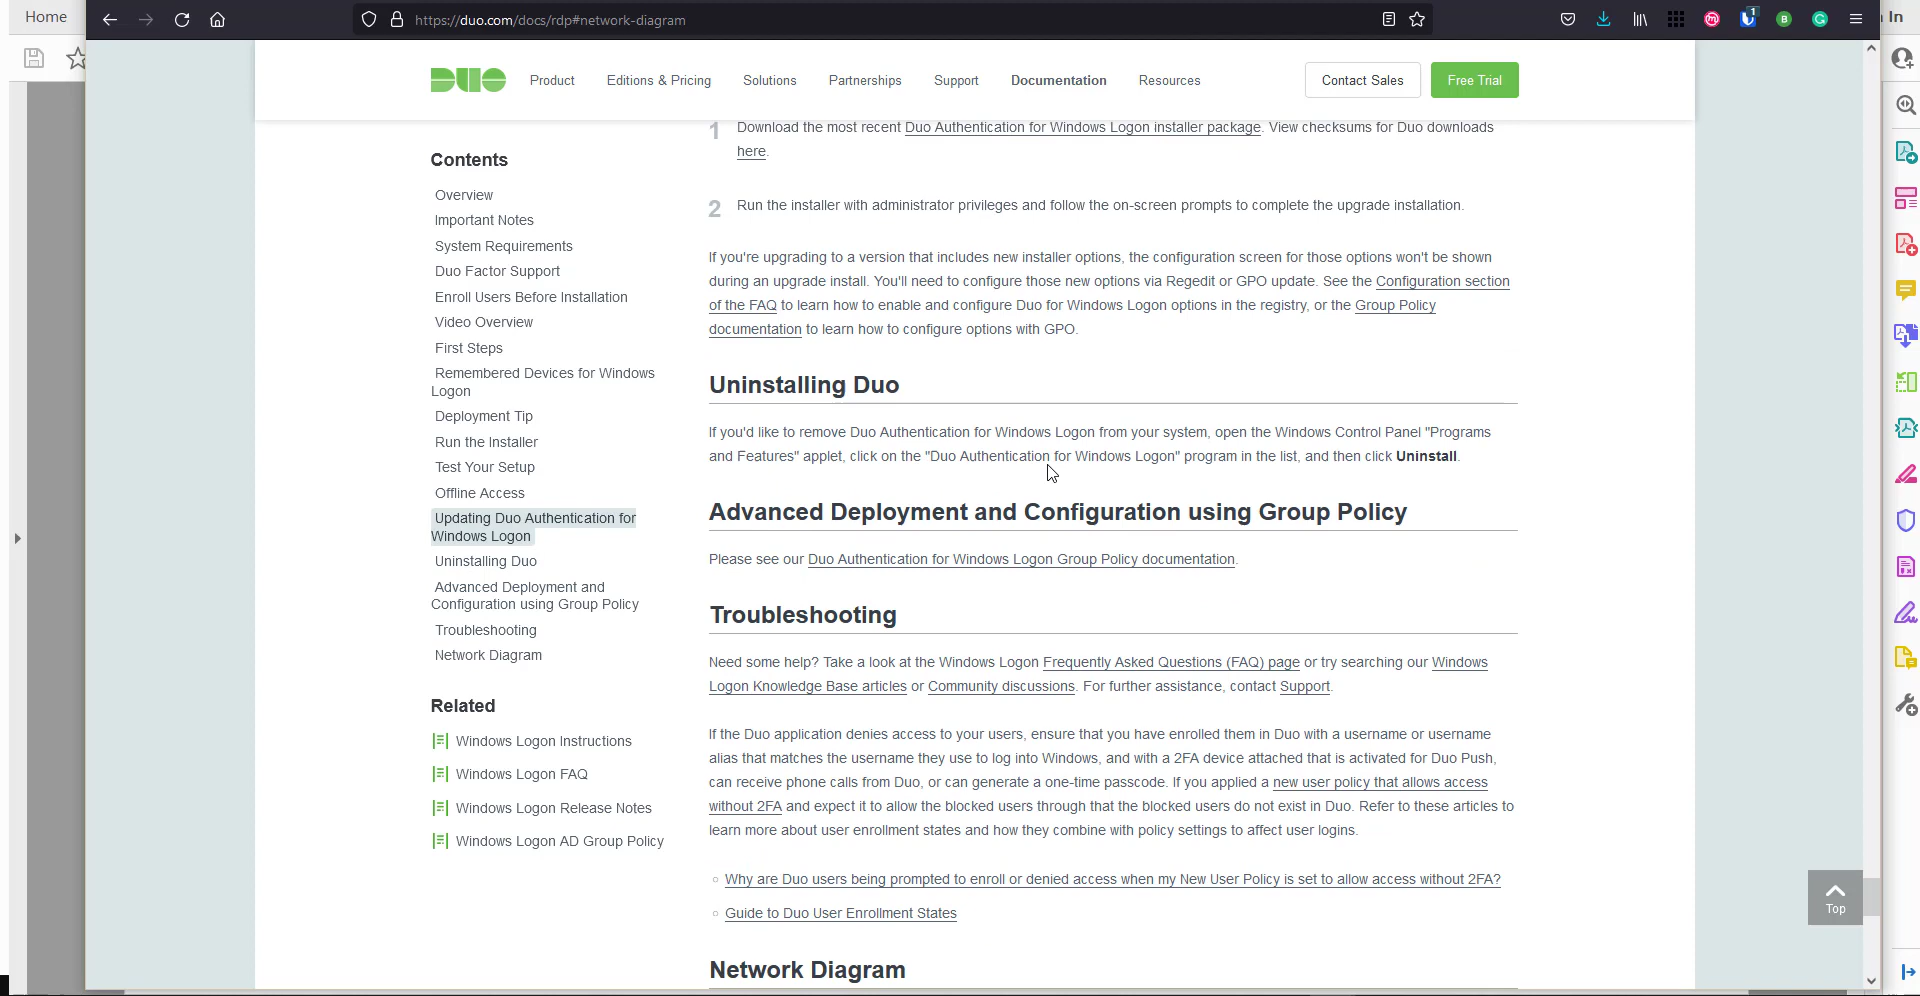 Home
https://duo.com/docs/rdp#network-diagram
1
B
In
DUO
Product
Editions & Pricing
Solutions
Partnerships
Support
Documentation
Resources
Contact Sales
Free Trial
Contents
Overview
Important Notes
System Requirements
Duo Factor Support
Enroll Users Before Installation
Video Overview
First Steps
Remembered Devices for Windows
Logon
Deployment Tip
Run the Installer
Test Your Setup
Offline Access
Updating Duo Authentication for
Windows Logon
Uninstalling Duo
Advanced Deployment and
Configuration using Group Policy
Troubleshooting
Network Diagram
Related
Windows Logon Instructions
Windows Logon FAQ
Windows Logon Release Notes
Windows Logon AD Group Policy
1 Download the most recent Duo Authentication for Windows Logon installer package. View checksums for Duo downloads
here.
2 Run the installer with administrator privileges and follow the on-screen prompts to complete the upgrade installation.
If you're upgrading to a version that includes new installer options, the configuration screen for those options won't be shown
during an upgrade install. You'll need to configure those new options via Regedit or GPO update. See the Configuration section
of the FAQ to learn how to enable and configure Duo for Windows Logon options in the registry, or the Group Policy
documentation to learn how to configure options with GPO.
Uninstalling Duo
If you'd like to remove Duo Authentication for Windows Logon from your system, open the Windows Control Panel "Programs
and Features" applet, click on the "Duo Authentication for Windows Logon" program in the list, and then click Uninstall.
Advanced Deployment and Configuration using Group Policy
Please see our Duo Authentication for Windows Logon Group Policy documentation.
Troubleshooting
Need some help? Take a look at the Windows Logon Frequently Asked Questions (FAQ) page or try searching our Windows
Logon Knowledge Base articles or Community discussions. For further assistance, contact Support.
If the Duo application denies access to your users, ensure that you have enrolled them in Duo with a username or username
alias that matches the username they use to log into Windows, and with a 2FA device attached that is activated for Duo Push,
can receive phone calls from Duo, or can generate a one-time passcode. If you applied a new user policy that allows access
without 2FA and expect it to allow the blocked users through that the blocked users do not exist in Duo. Refer to these articles to
learn more about user enrollment states and how they combine with policy settings to affect user logins.
Why are Duo users being prompted to enroll or denied access when my New User Policy is set to allow access without 2FA?
Guide to Duo User Enrollment States
Network Diagram
Top